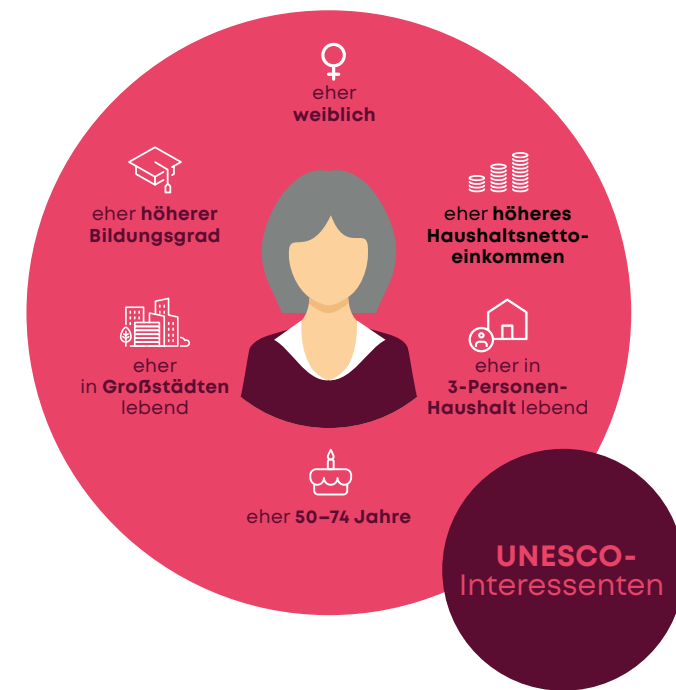 eher
weiblich
eher höherer
Bildungsgrad
eher höheres
Haushaltsnetto-
einkommen
eher
in Großstädten
lebend
eher in
3-Personen-
Haushalt lebend
eher 50–74 Jahre
UNESCO-
Interessenten